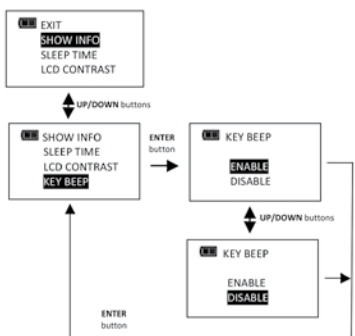 EXIT
SHOW INFO
SLEEP TIME
LCD CONTRAST
UP/DOWN buttons
SHOW INFO
SLEEP TIME
LCD CONTRAST
KEY BEEP
ENTER
button
KEY BEEP
ENABLE
DISABLE
UP/DOWN buttons
KEY BEEP
ENABLE
DISABLE
ENTER
button